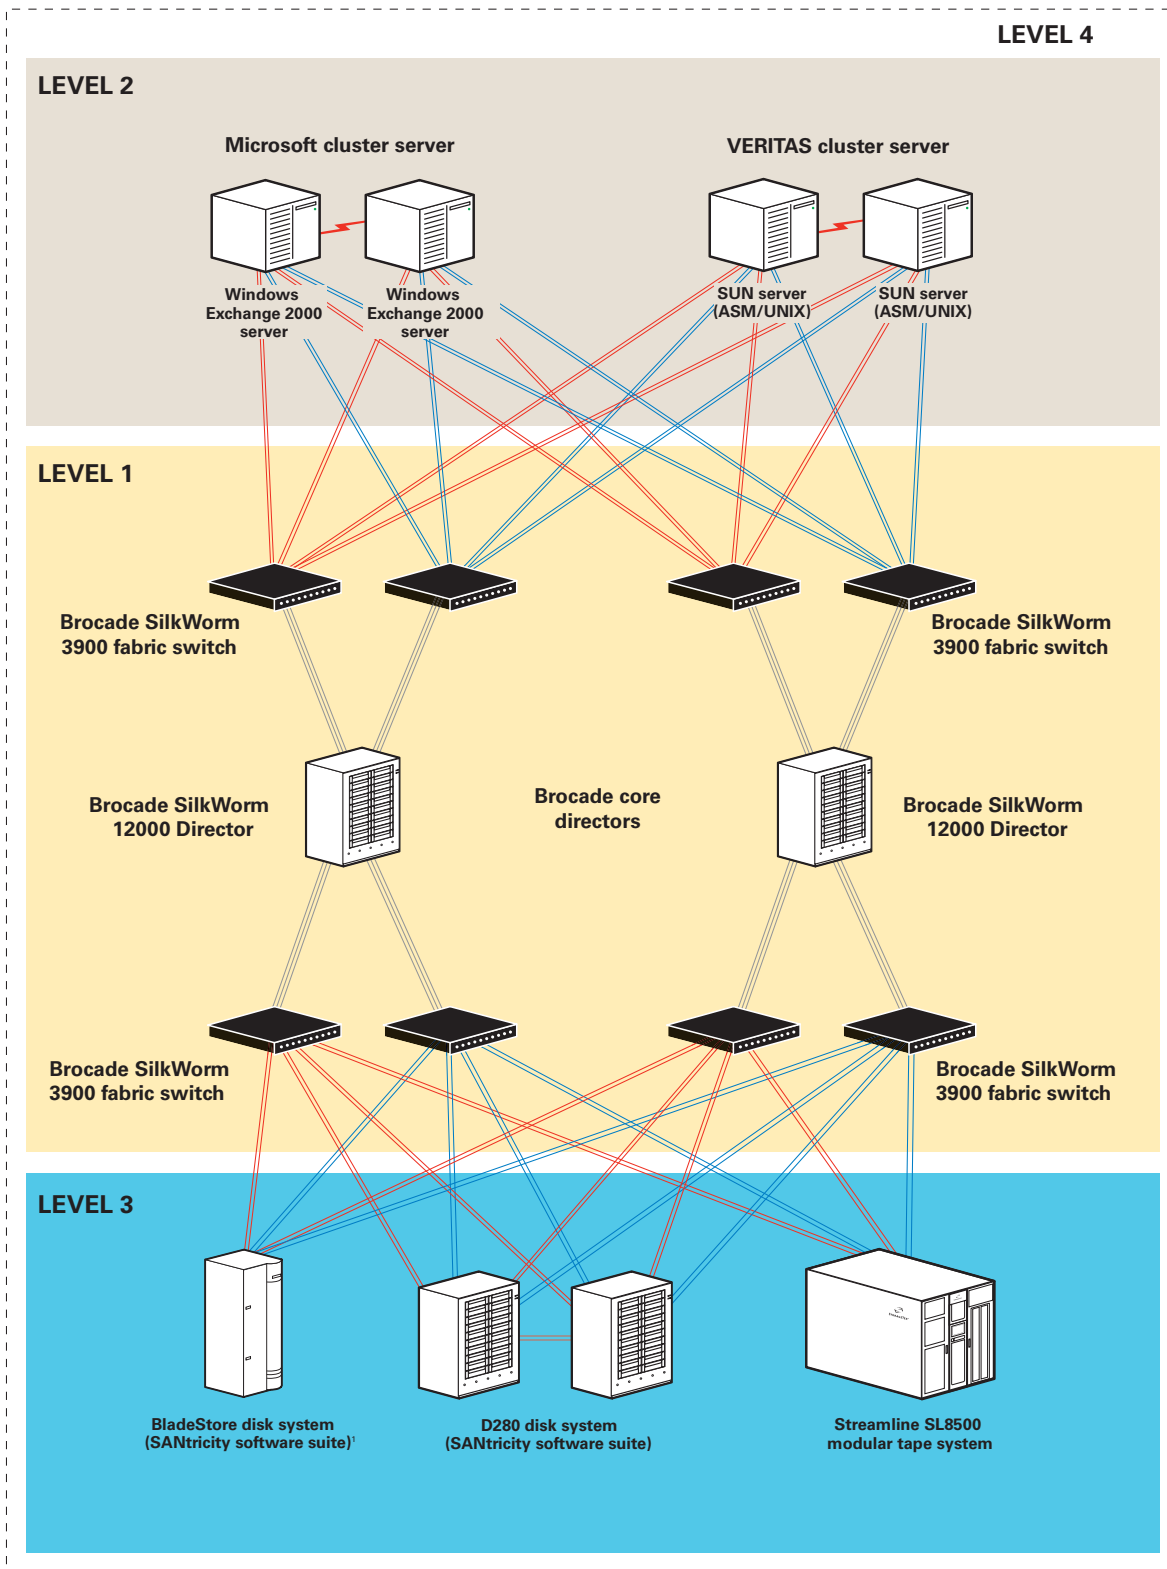 LEVEL 4
LEVEL 2
Microsoft cluster server
VERITAS cluster server
Windows
Exchange 2000
server
Windows
Exchange 2000
server
SUN server
(ASM/UNIX)
SUN server
(ASM/UNIX)
LEVEL 1
Brocade SilkWorm
3900 fabric switch
Brocade SilkWorm
3900 fabric switch
Brocade SilkWorm
12000 Director
Brocade core
directors
Brocade SilkWorm
12000 Director
Brocade SilkWorm
3900 fabric switch
Brocade SilkWorm
3900 fabric switch
LEVEL 3
BladeStore disk system
(SANtricity software suite)¹
D280 disk system
(SANtricity software suite)
Streamline SL8500
modular tape system